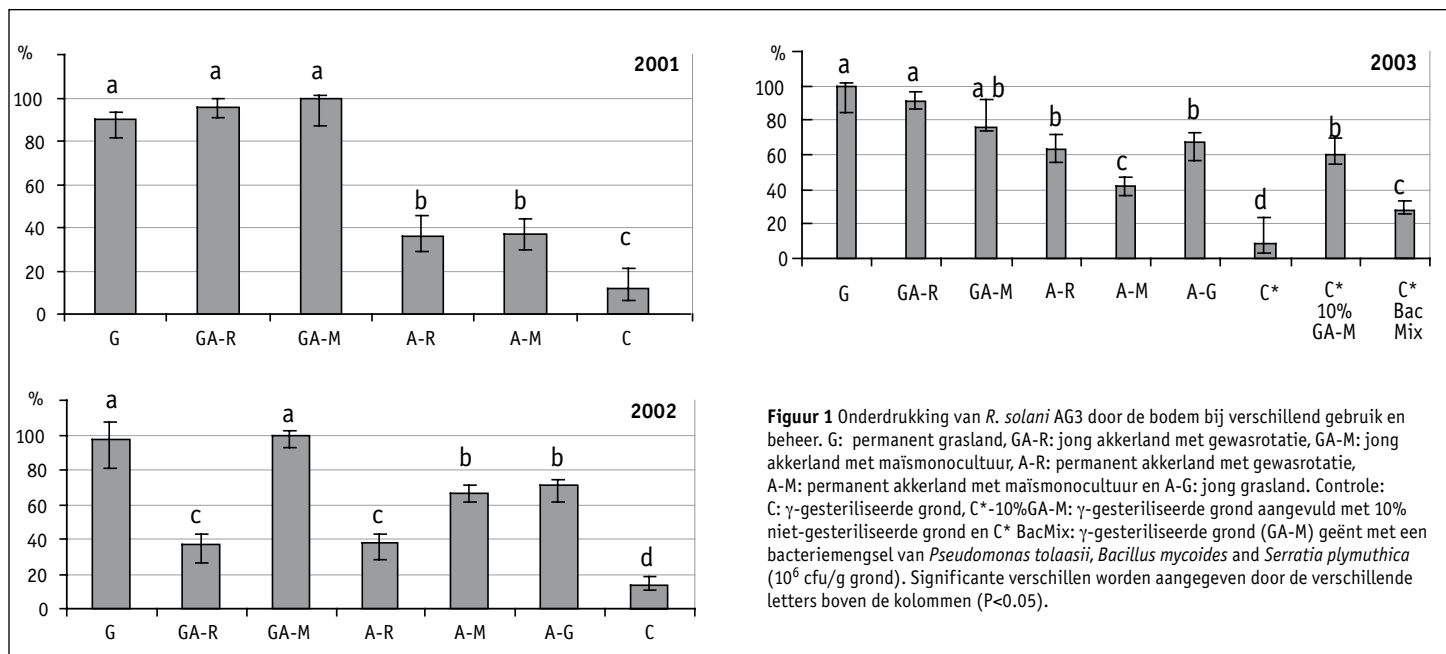 %
2001
a
a
a
b
b
c
100
80
60
40
20
0
G GA-R GA-M A-R A-M C
%
2003
a
a
a b
b
c
b
d
b
c
100
80
60
40
20
0
G GA-R GA-M A-R A-M A-G C* C* C*
10% Bac
GA-M Mix
%
2002
a
c
a
c
b
b
d
100
80
60
40
20
0
G GA-R GA-M A-R A-M A-G C
Figuur 1 Onderdrukking van R. solani AG3 door de bodem bij verschillend gebruik en
beheer. G: permanent grasland, GA-R: jong akkerland met gewasrotatie, GA-M: jong
akkerland met maïsmonocultuur, A-R: permanent akkerland met gewasrotatie,
A-M: permanent akkerland met maïsmonocultuur en A-G: jong grasland. Controle:
C: γ-gesteriliseerde grond, C*-10%GA-M: γ-gesteriliseerde grond aangevuld met 10%
niet-gesteriliseerde grond en C* BacMix: γ-gesteriliseerde grond (GA-M) geënt met een
bacteriemengsel van Pseudomonas tolaasii, Bacillus mycoides and Serratia plymuthica
(10⁶ cfu/g grond). Significante verschillen worden aangegeven door de verschillende
letters boven de kolommen (P<0.05).